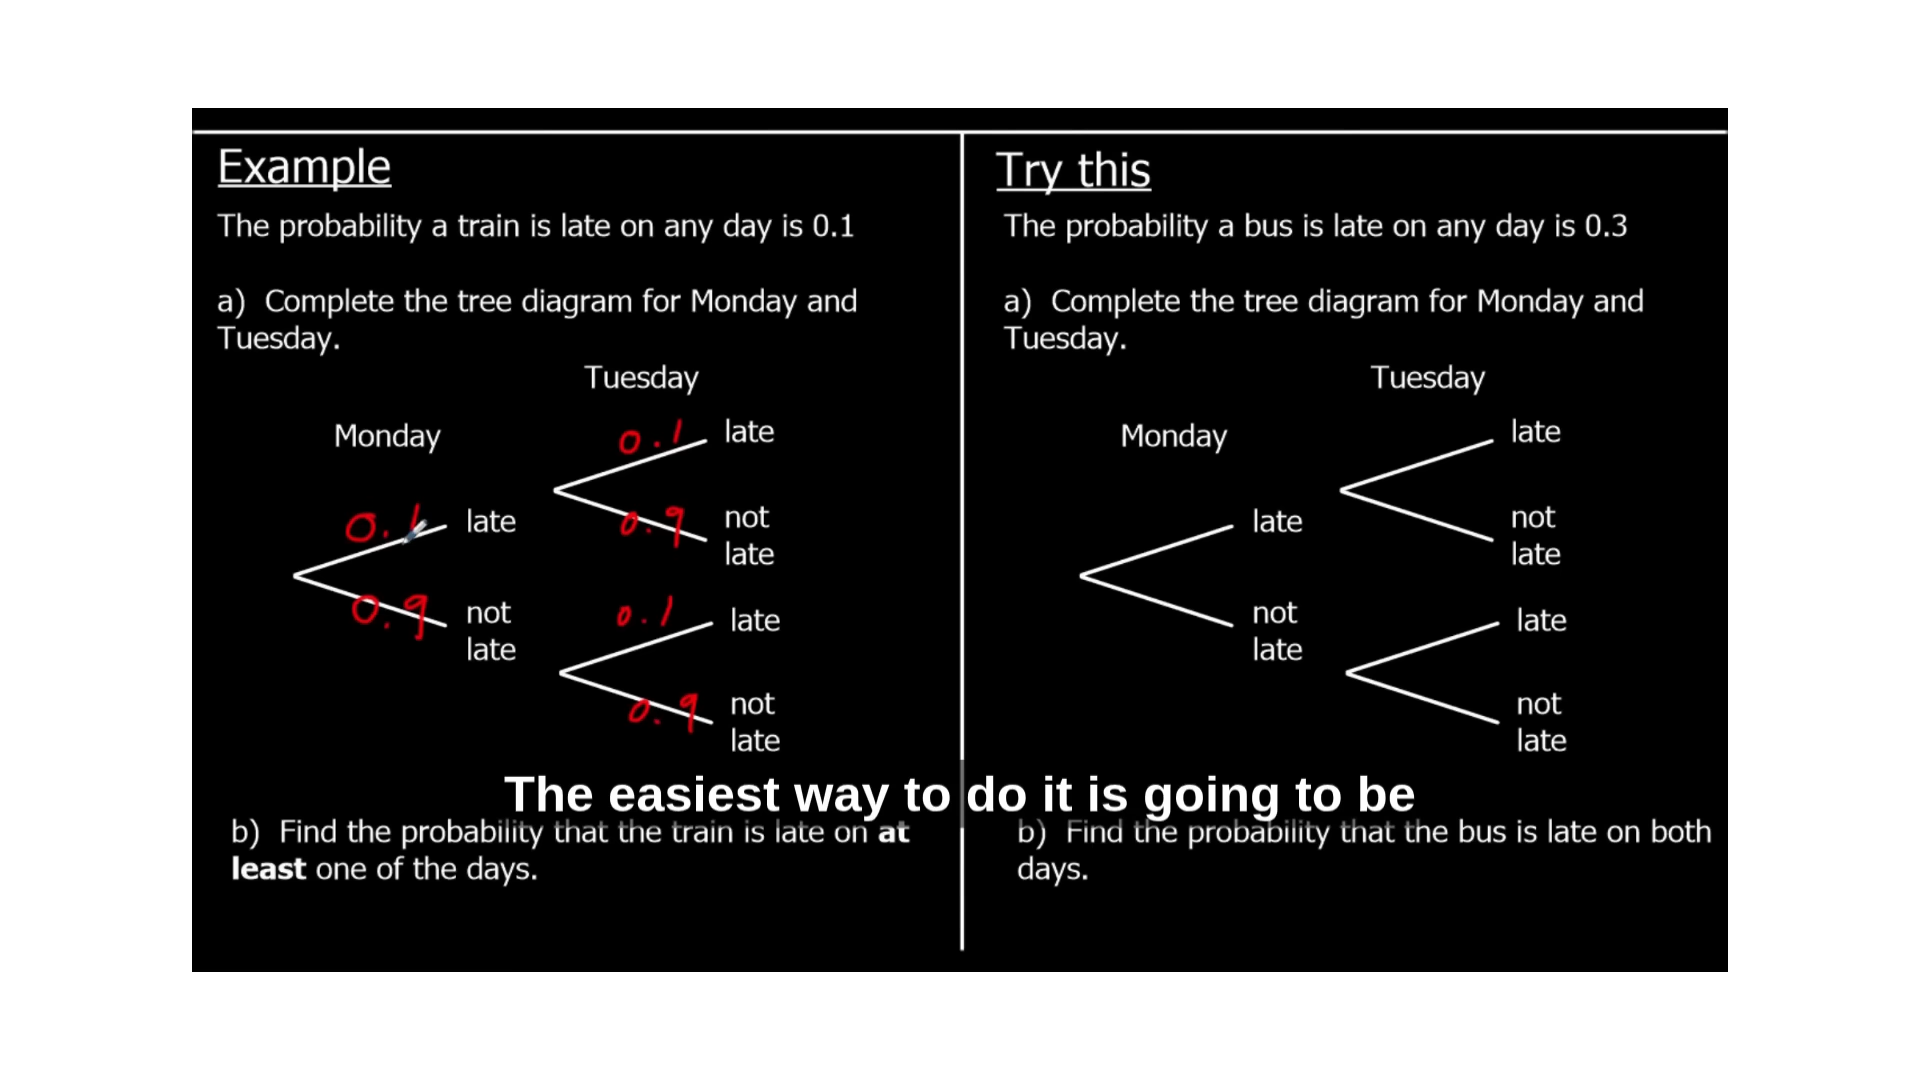 Example
The probability a train is late on any day is 0.1
a) Complete the tree diagram for Monday and
Tuesday.
Tuesday
Monday
0.1
late
0.9
not
late
0.1
late
0.9
not
late
0.1
late
0.9
not
late
b) Find the probability that the train is late on at
least one of the days.
Try this
The probability a bus is late on any day is 0.3
a) Complete the tree diagram for Monday and
Tuesday.
Tuesday
Monday
late
not
late
late
not
late
late
not
late
b) Find the probability that the bus is late on both
days.
The easiest way to do it is going to be